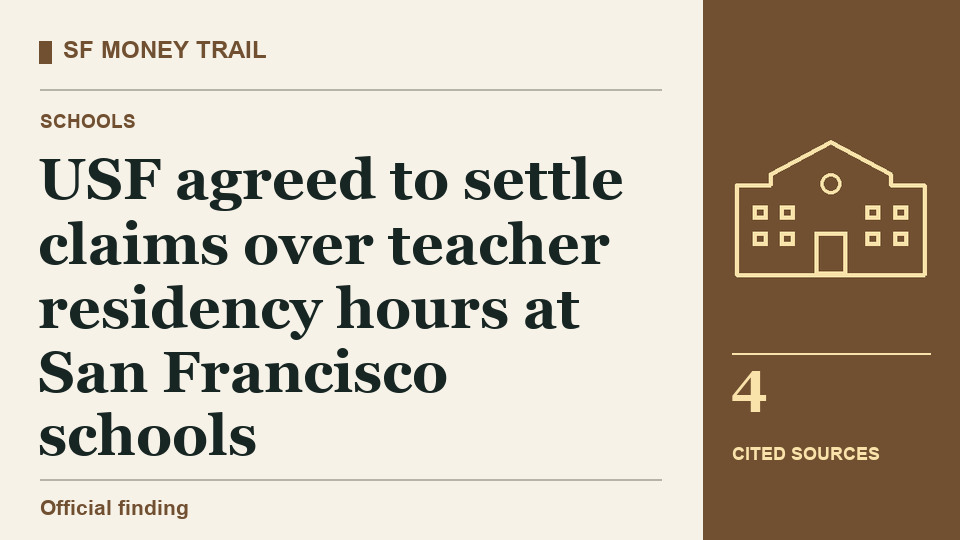 SF MONEY TRAIL
SCHOOLS
USF agreed to settle
claims over teacher
residency hours at
San Francisco
schools
Official finding
4
CITED SOURCES